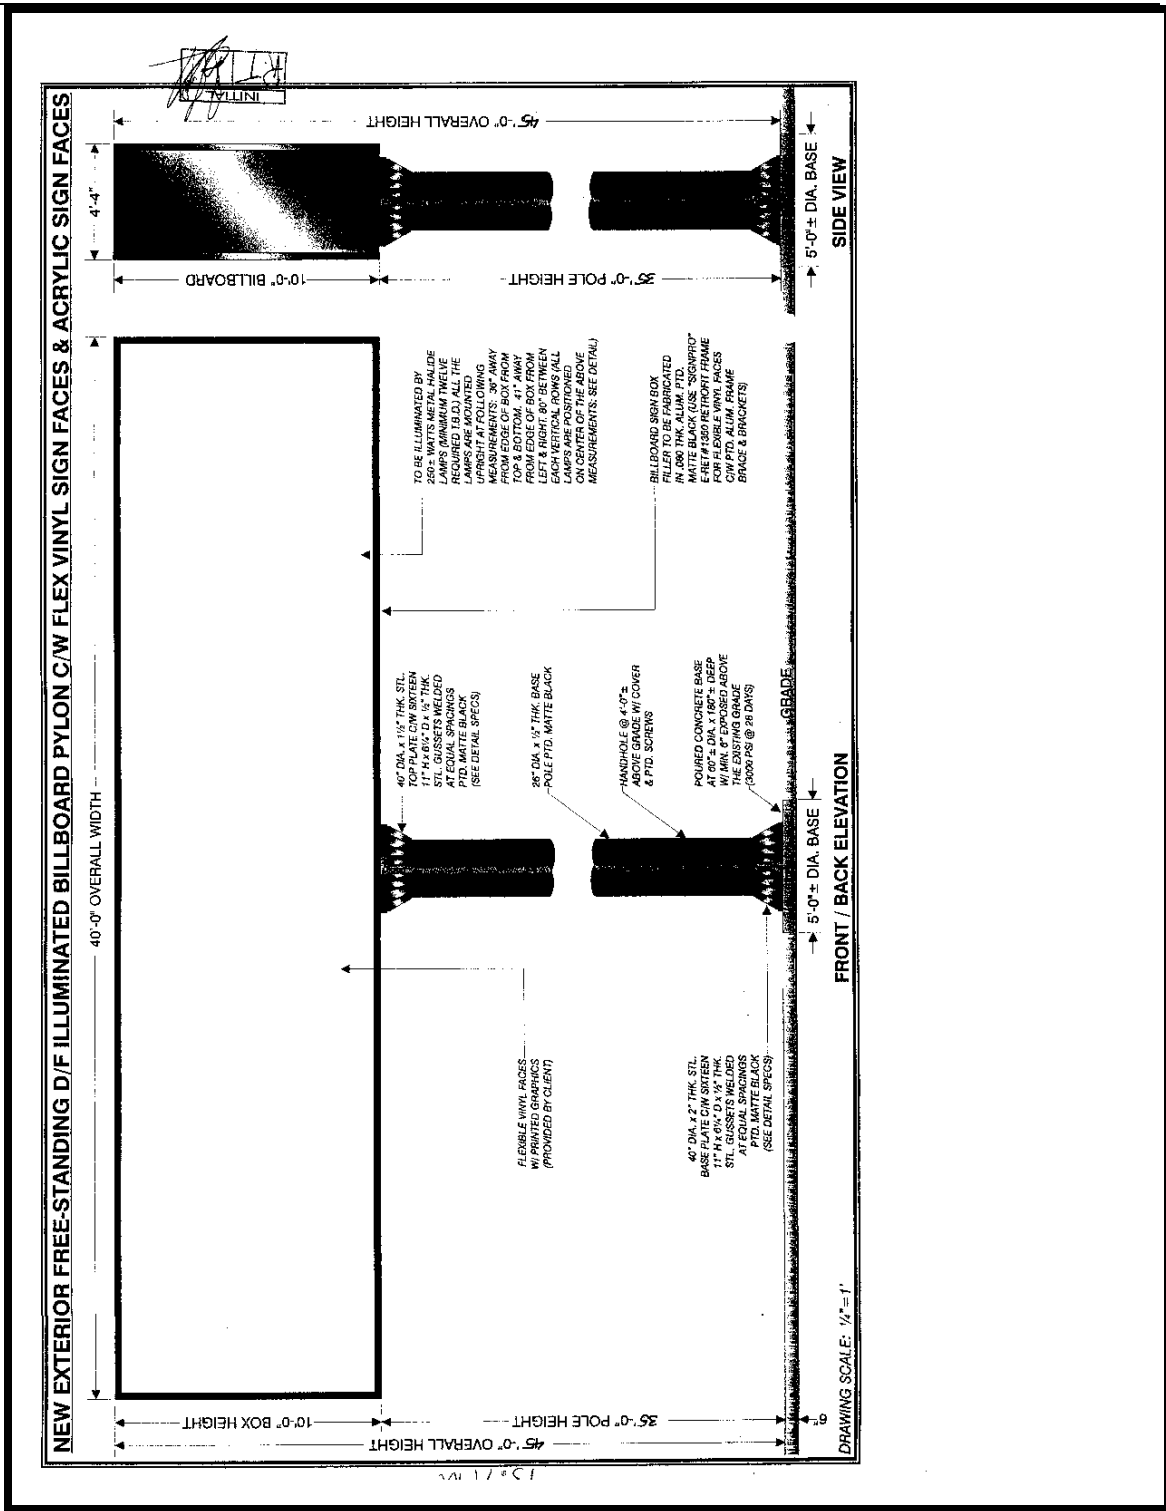 NEW EXTERIOR FREE-STANDING D/F ILLUMINATED BILLBOARD PYLON C/W FLEX VINYL SIGN FACES & ACRYLIC SIGN FACES
INITIAL
40'-0" OVERALL WIDTH
4'-4"
45'-0" OVERALL HEIGHT
10'-0" BOX HEIGHT
35'-0" POLE HEIGHT
6"
10'-0" BILLBOARD
35'-0" POLE HEIGHT
45'-0" OVERALL HEIGHT
FLEXIBLE VINYL FACES
W/ PRINTED GRAPHICS
(PROVIDED BY CLIENT)
40" DIA. x 2" THK. STL.
BASE PLATE C/W SIXTEEN
11" H x 6¼" D x ½" THK.
STL. GUSSETS WELDED
AT EQUAL SPACINGS
PTD. MATTE BLACK
(SEE DETAIL SPECS)
40" DIA. x 1½" THK. STL.
TOP PLATE C/W SIXTEEN
11" H x 6¼" D x ½" THK.
STL. GUSSETS WELDED
AT EQUAL SPACINGS
PTD. MATTE BLACK
(SEE DETAIL SPECS)
26" DIA. x ½" THK. BASE
POLE PTD. MATTE BLACK
HANDHOLE @ 4'-0"±
ABOVE GRADE W/ COVER
& PTD. SCREWS
POURED CONCRETE BASE
AT 60"± DIA. x 180"± DEEP
W/ MIN. 6" EXPOSED ABOVE
THE EXISTING GRADE
(3000 PSI @ 28 DAYS)
GRADE
TO BE ILLUMINATED BY
250± WATTS METAL HALIDE
LAMPS (MINIMUM TWELVE
REQUIRED T.B.D.) ALL THE
LAMPS ARE MOUNTED
UPRIGHT AT FOLLOWING
MEASUREMENTS: 30" AWAY
FROM EDGE OF BOX FROM
TOP & BOTTOM, 41" AWAY
FROM EDGE OF BOX FROM
LEFT & RIGHT, 80" BETWEEN
EACH VERTICAL ROWS (ALL
LAMPS ARE POSITIONED
ON CENTER OF THE ABOVE
MEASUREMENTS; SEE DETAIL)
BILLBOARD SIGN BOX
FILLER TO BE FABRICATED
IN .090 THK. ALUM. PTD.
MATTE BLACK (USE "SIGNPRO"
E-RET#1350 RETROFIT FRAME
FOR FLEXIBLE VINYL FACES
C/W PTD. ALUM. FRAME
BRACE & BRACKETS)
5'-0"± DIA. BASE
5'-0"± DIA. BASE
DRAWING SCALE: ¼"=1'
FRONT / BACK ELEVATION
SIDE VIEW